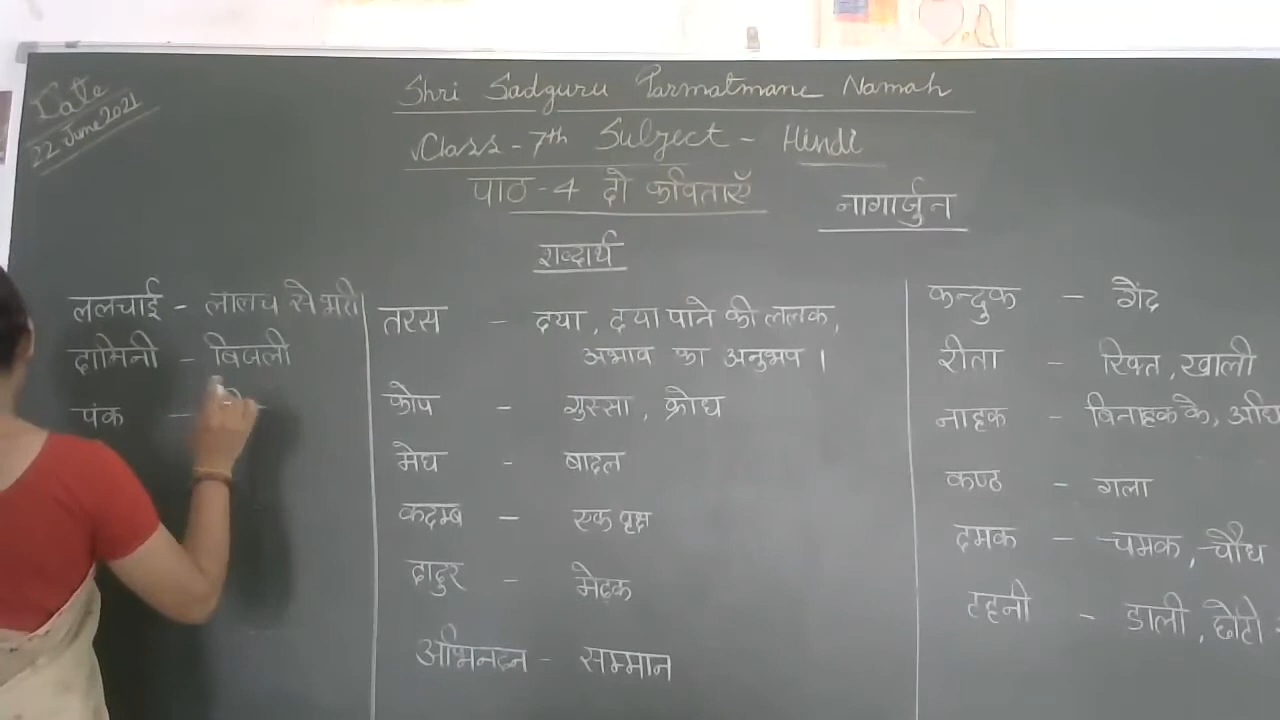 Date
22 June 2021
Shri Sadguru Parmatmane Namah
Class - 7th Subject - Hindi
पाठ - 4 दो कविताएँ
नागार्जुन
शब्दार्थ
ललचाई - लालच से भरी
दामिनी - बिजली
पंक -
तरस - दया, दया पाने की ललक,
अभाव का अनुभव ।
कोप - गुस्सा, क्रोध
मेघ - बादल
कदम्ब - एक वृक्ष
दादुर - मेढक
अभिनदन - सम्मान
कन्दुक - गेंद
रीता - रिक्त, खाली
नाहक - बिना हक के,
कण्ठ - गला
दमक - चमक, चौंध
टहनी - डाली, छोटी